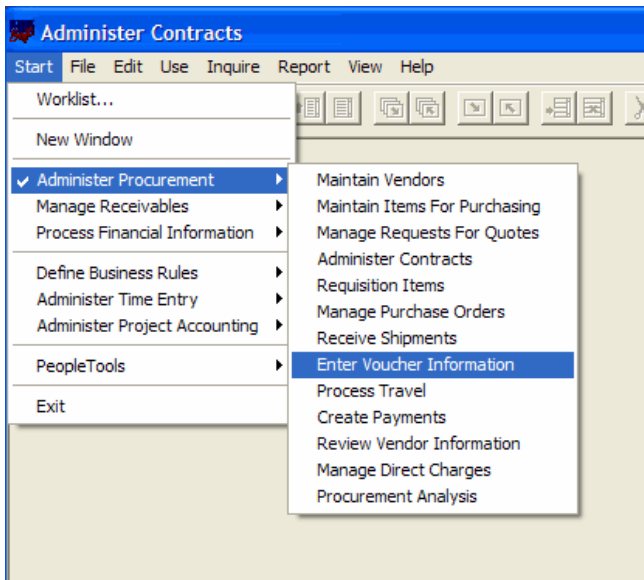 Administer Contracts
Start File Edit Use Inquire Report View Help
Worklist...
New Window
Administer Procurement
Manage Receivables
Process Financial Information
Define Business Rules
Administer Time Entry
Administer Project Accounting
PeopleTools
Exit
Maintain Vendors
Maintain Items For Purchasing
Manage Requests For Quotes
Administer Contracts
Requisition Items
Manage Purchase Orders
Receive Shipments
Enter Voucher Information
Process Travel
Create Payments
Review Vendor Information
Manage Direct Charges
Procurement Analysis